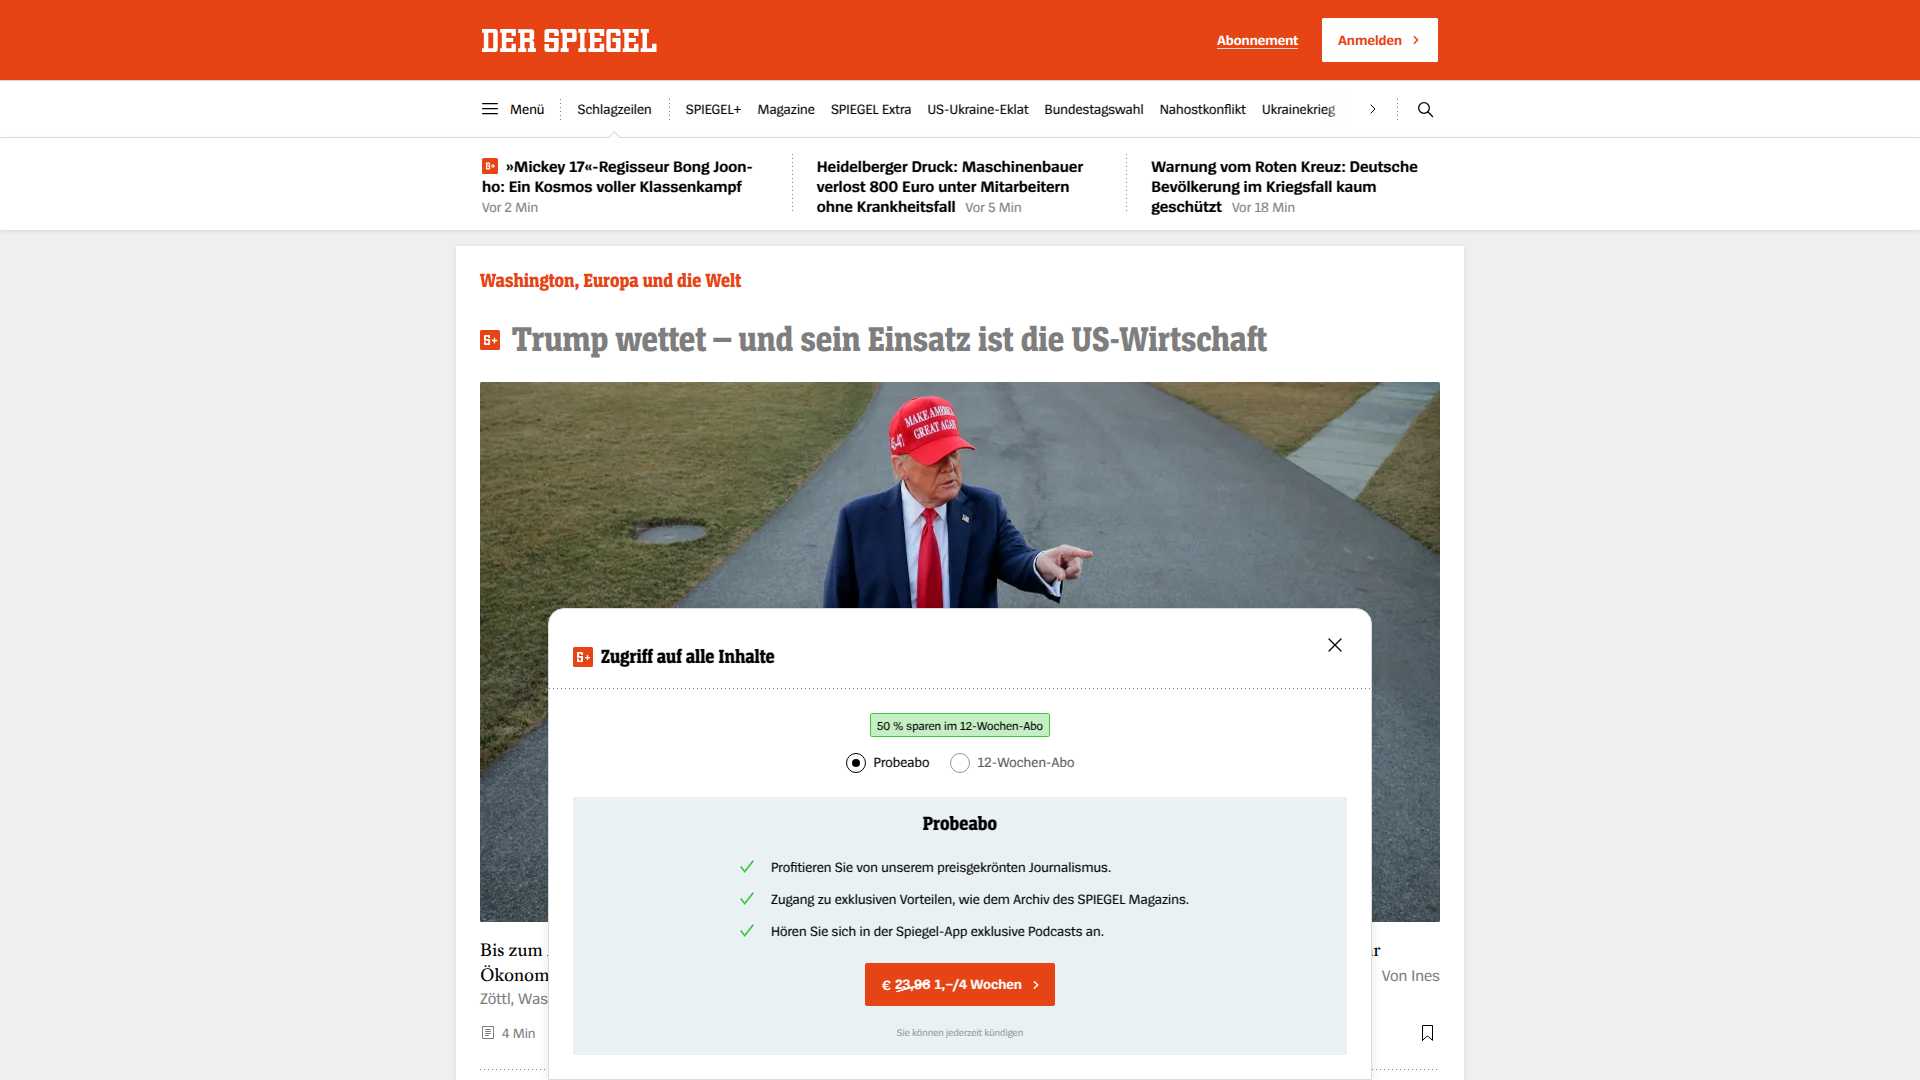 DER SPIEGEL
Abonnement
Anmelden
Menü
Schlagzeilen
SPIEGEL+
Magazine
SPIEGEL Extra
US-Ukraine-Eklat
Bundestagswahl
Nahostkonflikt
Ukrainekrieg
»Mickey 17«-Regisseur Bong Joon-
ho: Ein Kosmos voller Klassenkampf
Vor 2 Min
Heidelberger Druck: Maschinenbauer
verlost 800 Euro unter Mitarbeitern
ohne Krankheitsfall Vor 5 Min
Warnung vom Roten Kreuz: Deutsche
Bevölkerung im Kriegsfall kaum
geschützt Vor 18 Min
Washington, Europa und die Welt
S+ Trump wettet – und sein Einsatz ist die US-Wirtschaft
MAKE AMERICA
GREAT AGAIN
45-47
S+ Zugriff auf alle Inhalte
50 % sparen im 12-Wochen-Abo
Probeabo
12-Wochen-Abo
Probeabo
Profitieren Sie von unserem preisgekrönten Journalismus.
Zugang zu exklusiven Vorteilen, wie dem Archiv des SPIEGEL Magazins.
Hören Sie sich in der Spiegel-App exklusive Podcasts an.
€ 23,96 1,–/4 Wochen
Sie können jederzeit kündigen
Bis zum
Ökonom
Von Ines
Zöttl, Was
4 Min